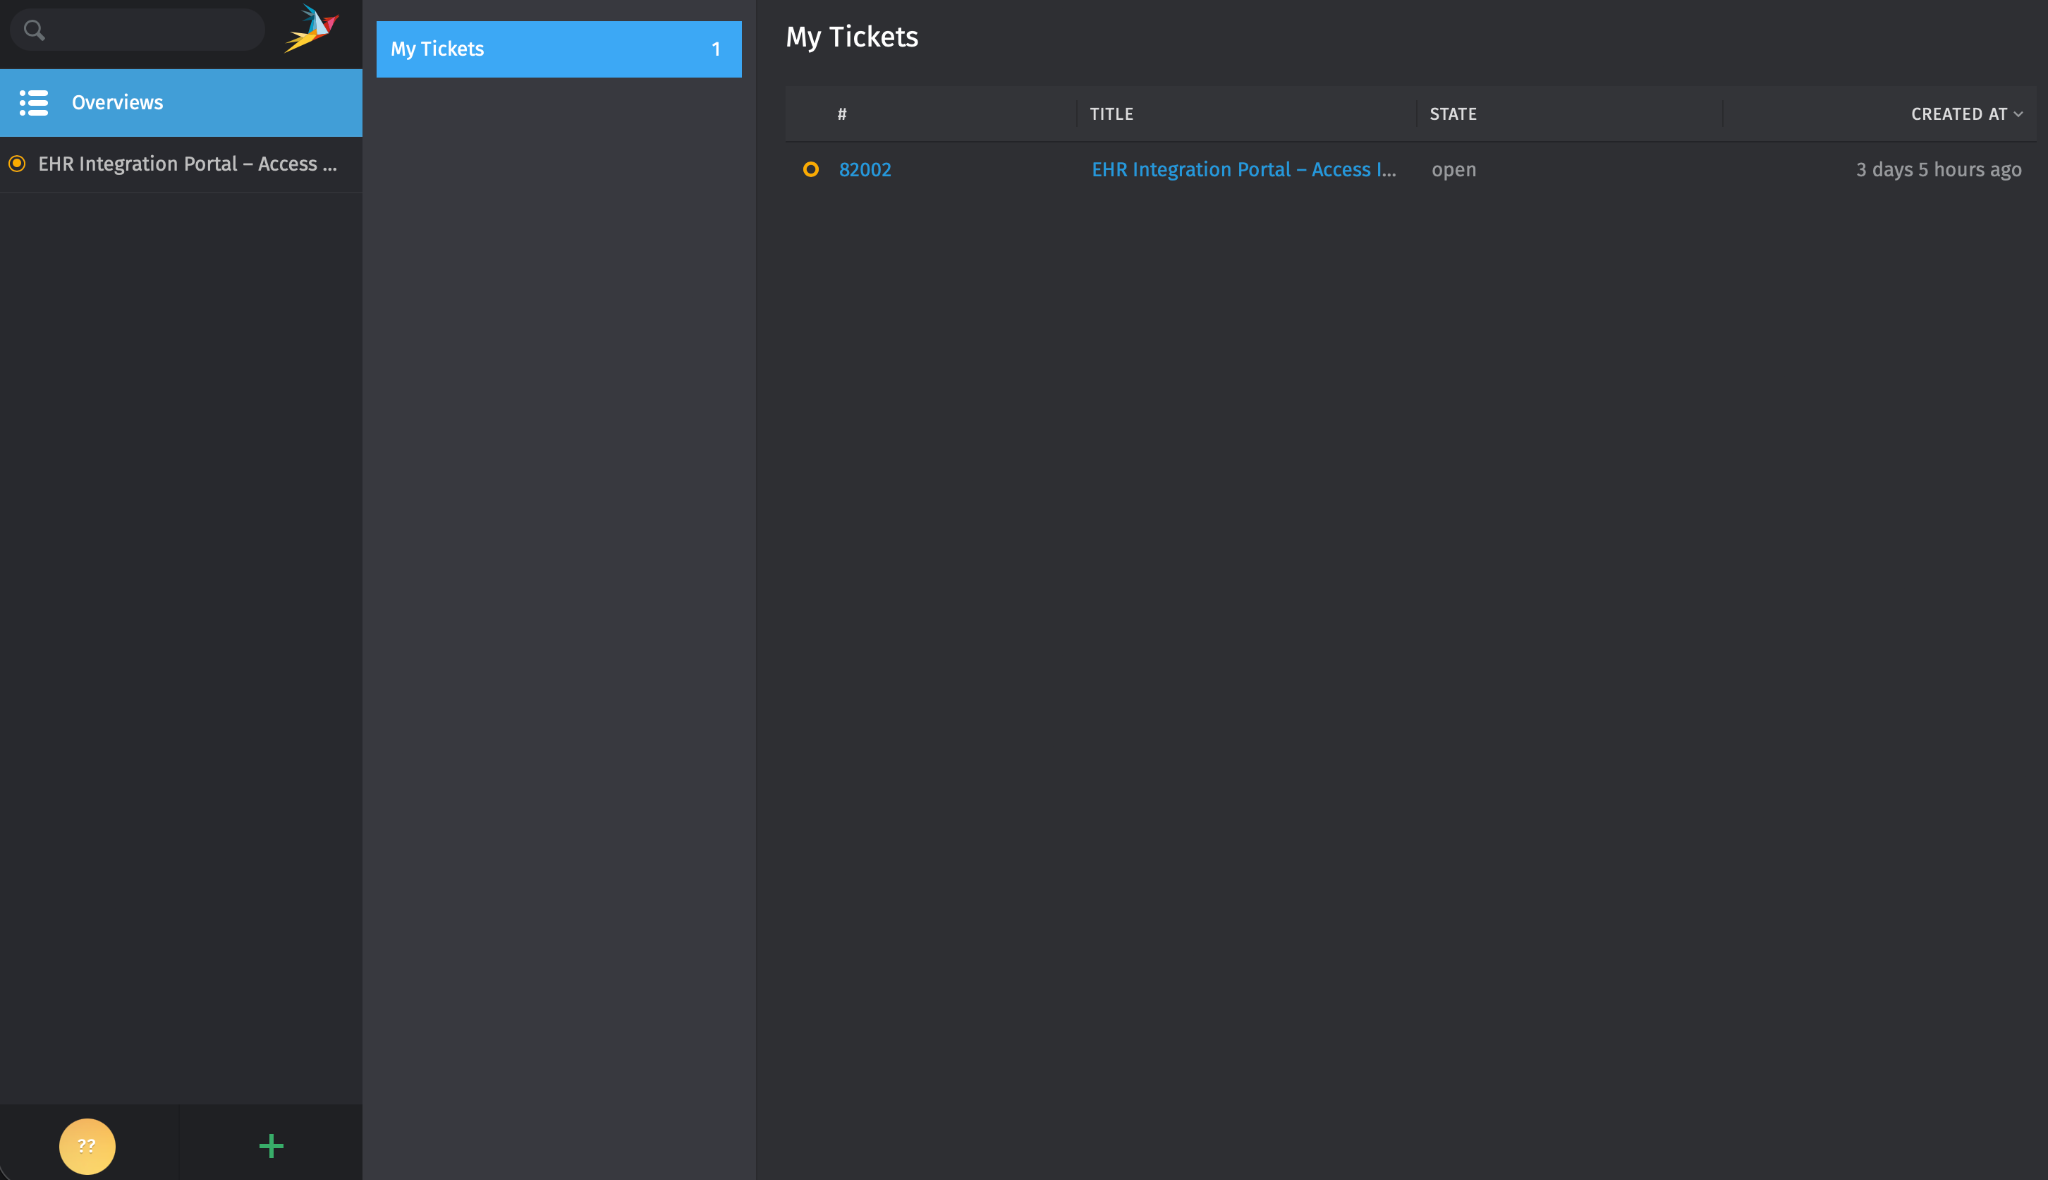 Overviews
EHR Integration Portal – Access ...
??
My Tickets 1
My Tickets
# TITLE STATE CREATED AT
82002 EHR Integration Portal – Access I... open 3 days 5 hours ago